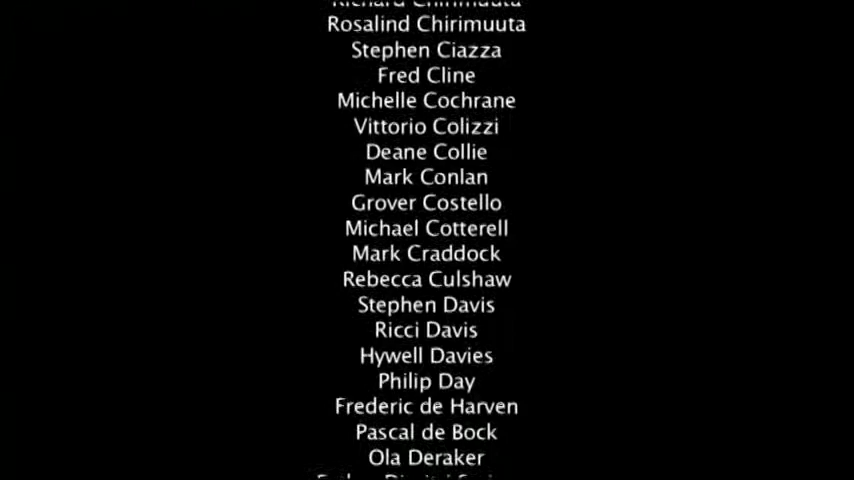 Richard Chirimuuta
Rosalind Chirimuuta
Stephen Ciazza
Fred Cline
Michelle Cochrane
Vittorio Colizzi
Deane Collie
Mark Conlan
Grover Costello
Michael Cotterell
Mark Craddock
Rebecca Culshaw
Stephen Davis
Ricci Davis
Hywell Davies
Philip Day
Frederic de Harven
Pascal de Bock
Ola Deraker